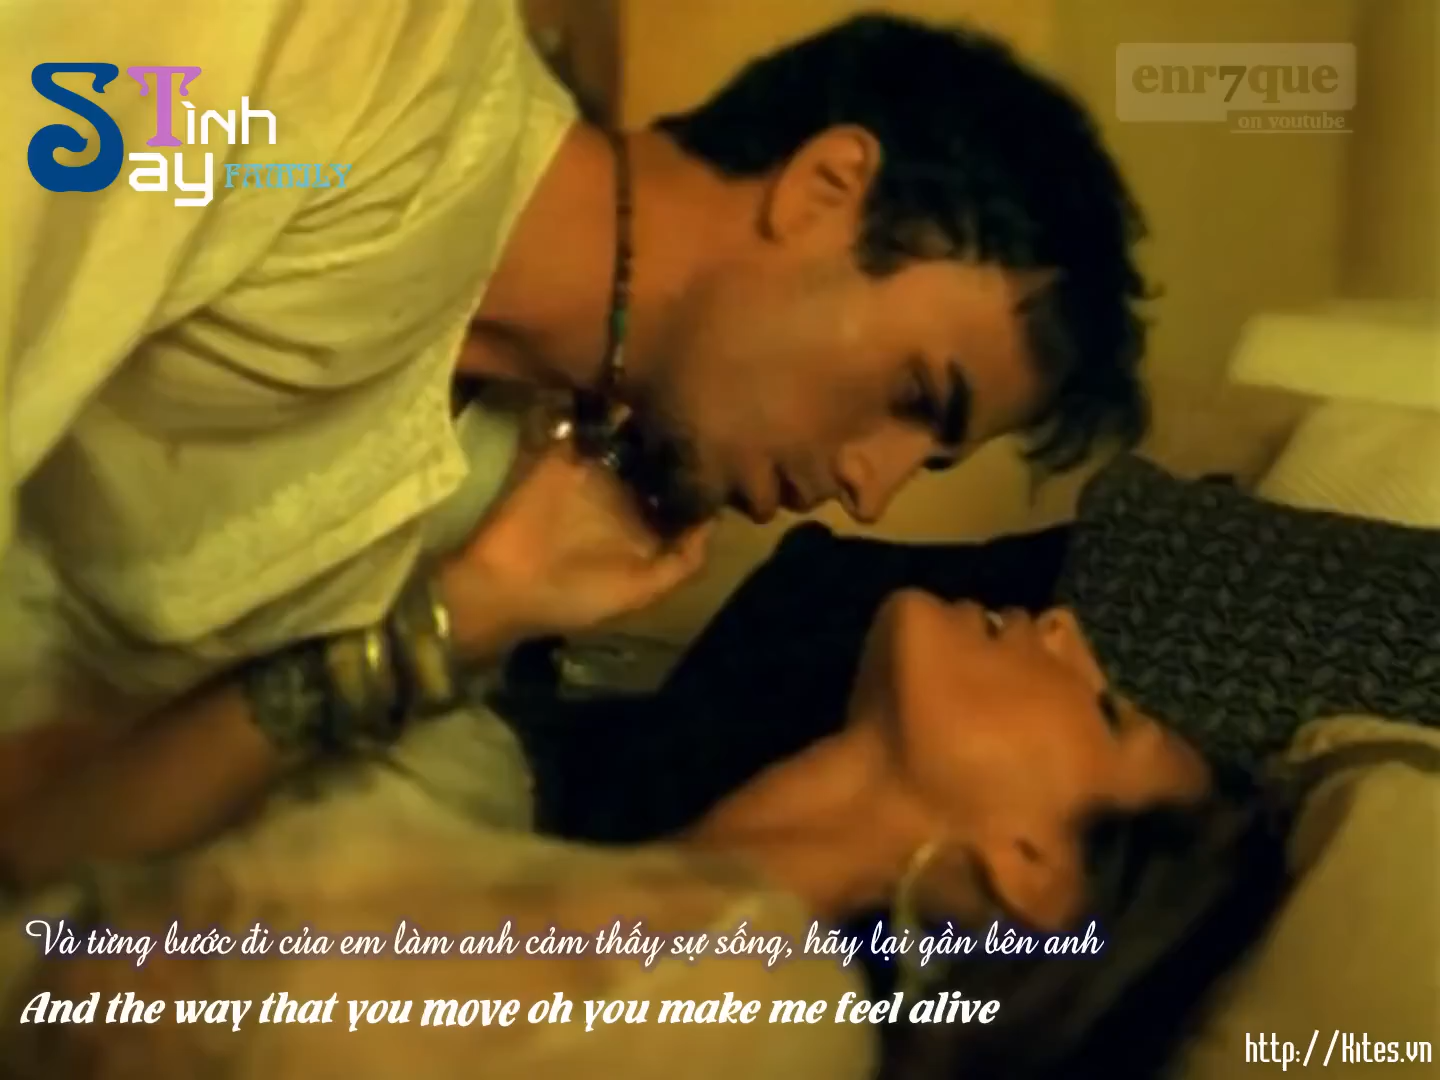 STình
Say FAMILY
enr7que
on youtube
Và từng bước đi của em làm anh cảm thấy sự sống, hãy lại gần bên anh
And the way that you move oh you make me feel alive
http://Kites.vn